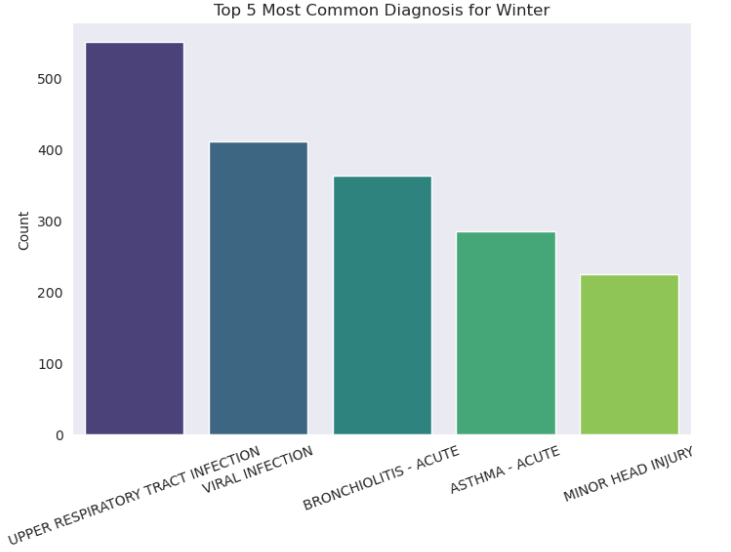 Top 5 Most Common Diagnosis for Winter
Count
500
400
300
200
100
0
UPPER RESPIRATORY TRACT INFECTION
VIRAL INFECTION
BRONCHIOLITIS - ACUTE
ASTHMA - ACUTE
MINOR HEAD INJURY